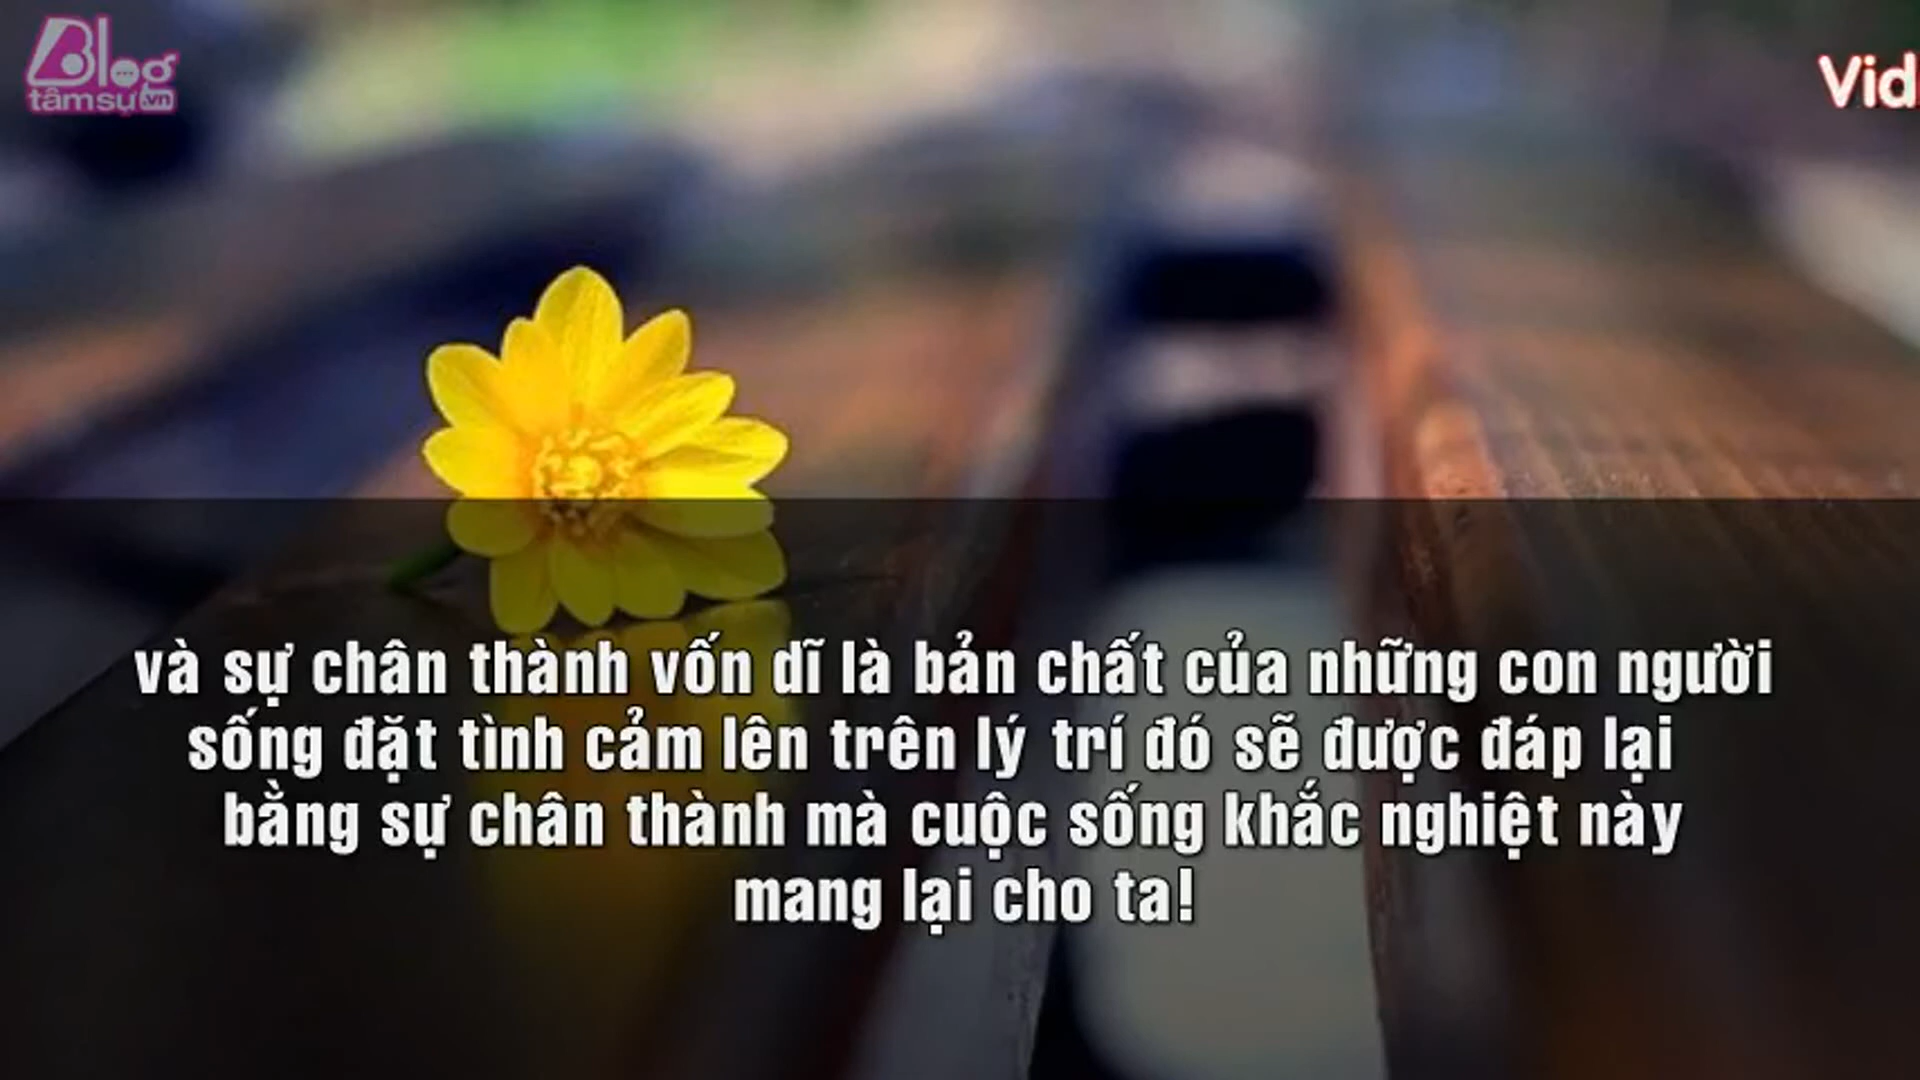 Blog
tâmsự.vn
Vid
và sự chân thành vốn dĩ là bản chất của những con người
sống đặt tình cảm lên trên lý trí đó sẽ được đáp lại
bằng sự chân thành mà cuộc sống khắc nghiệt này
mang lại cho ta!